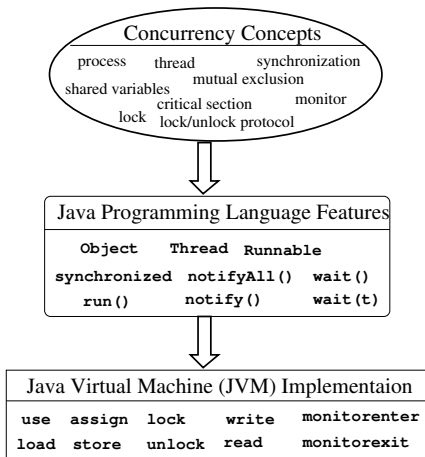 Concurrency Concepts
process thread synchronization
mutual exclusion
shared variables
critical section monitor
lock lock/unlock protocol
Java Programming Language Features
Object Thread Runnable
synchronized notifyAll() wait()
run() notify() wait(t)
Java Virtual Machine (JVM) Implementaion
use assign lock write monitorenter
load store unlock read monitorexit